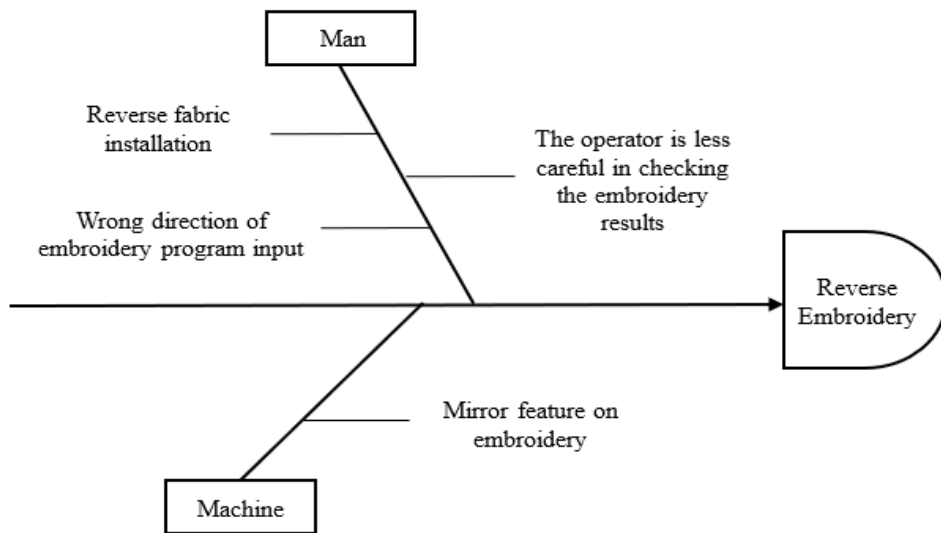 Man
Reverse fabric
installation
The operator is less
careful in checking
the embroidery
results
Wrong direction of
embroidery program input
Reverse
Embroidery
Mirror feature on
embroidery
Machine